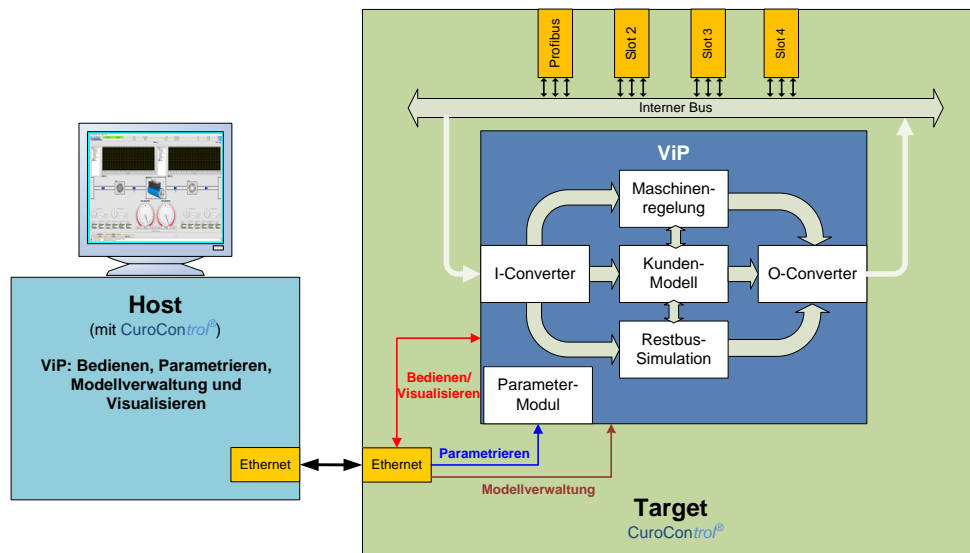 Profibus
Slot 2
Slot 3
Slot 4
Interner Bus
ViP
Maschinen-
regelung
I-Converter
Kunden-
Modell
O-Converter
Restbus-
Simulation
Parameter-
Modul
Host
(mit CuroControl®)
ViP: Bedienen, Parametrieren,
Modellverwaltung und
Visualisieren
Bedienen/
Visualisieren
Ethernet
Ethernet
Parametrieren
Modellverwaltung
Target
CuroControl®